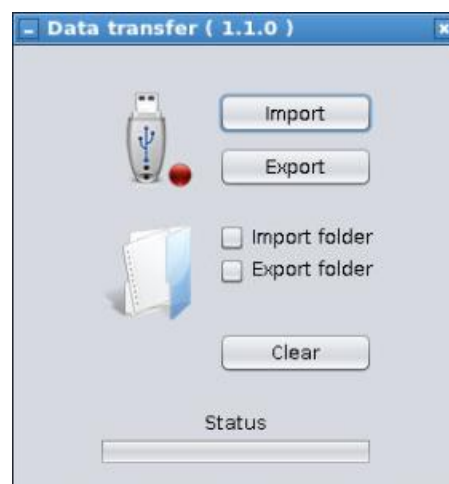 Data transfer ( 1.1.0 )
Import
Export
Import folder
Export folder
Clear
Status